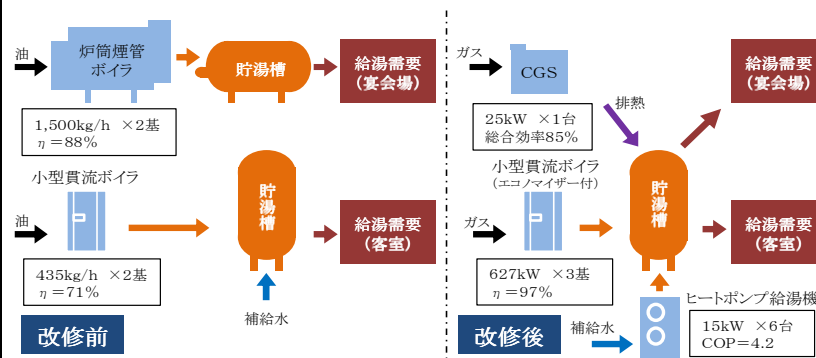 油
炉筒煙管
ボイラ
貯湯槽
給湯需要
（宴会場）
1,500kg/h ×2基
η＝88%
小型貫流ボイラ
油
貯湯槽
給湯需要
（客室）
435kg/h ×2基
η＝71%
補給水
改修前
ガス
CGS
給湯需要
（宴会場）
排熱
25kW ×1台
総合効率85%
小型貫流ボイラ
（エコノマイザー付）
ガス
貯湯槽
給湯需要
（客室）
627kW ×3基
η＝97%
ヒートポンプ給湯機
補給水
15kW ×6台
COP＝4.2
改修後